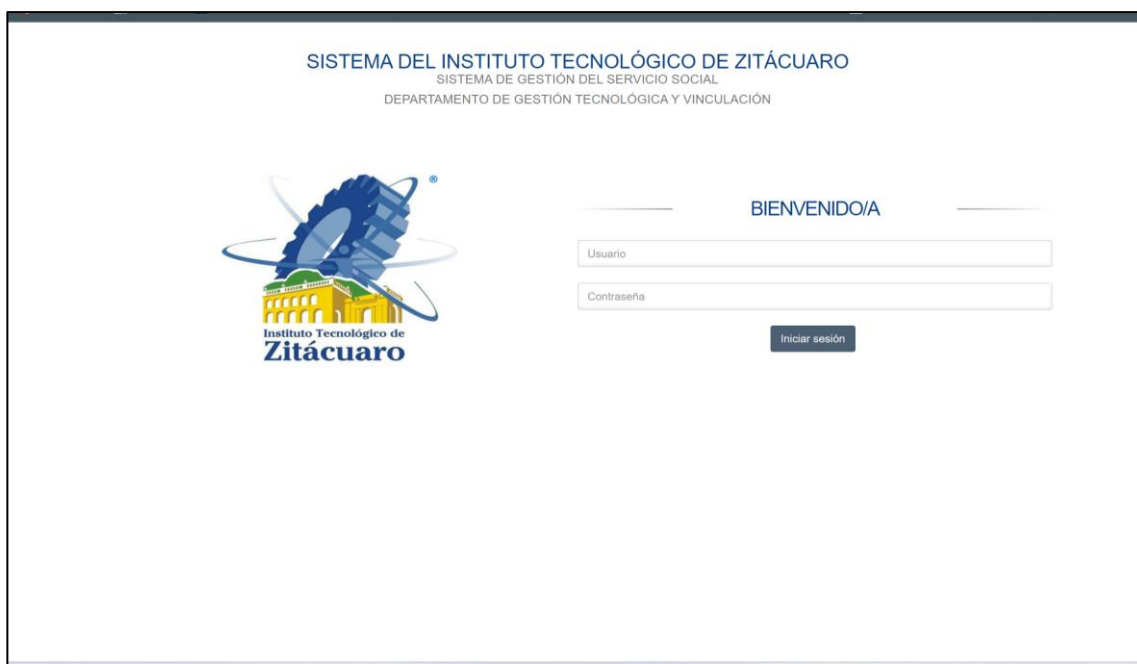 SISTEMA DEL INSTITUTO TECNOLÓGICO DE ZITÁCUARO
SISTEMA DE GESTIÓN DEL SERVICIO SOCIAL
DEPARTAMENTO DE GESTIÓN TECNOLÓGICA Y VINCULACIÓN
®
Instituto Tecnológico de
Zitácuaro
BIENVENIDO/A
Usuario
Contraseña
Iniciar sesión